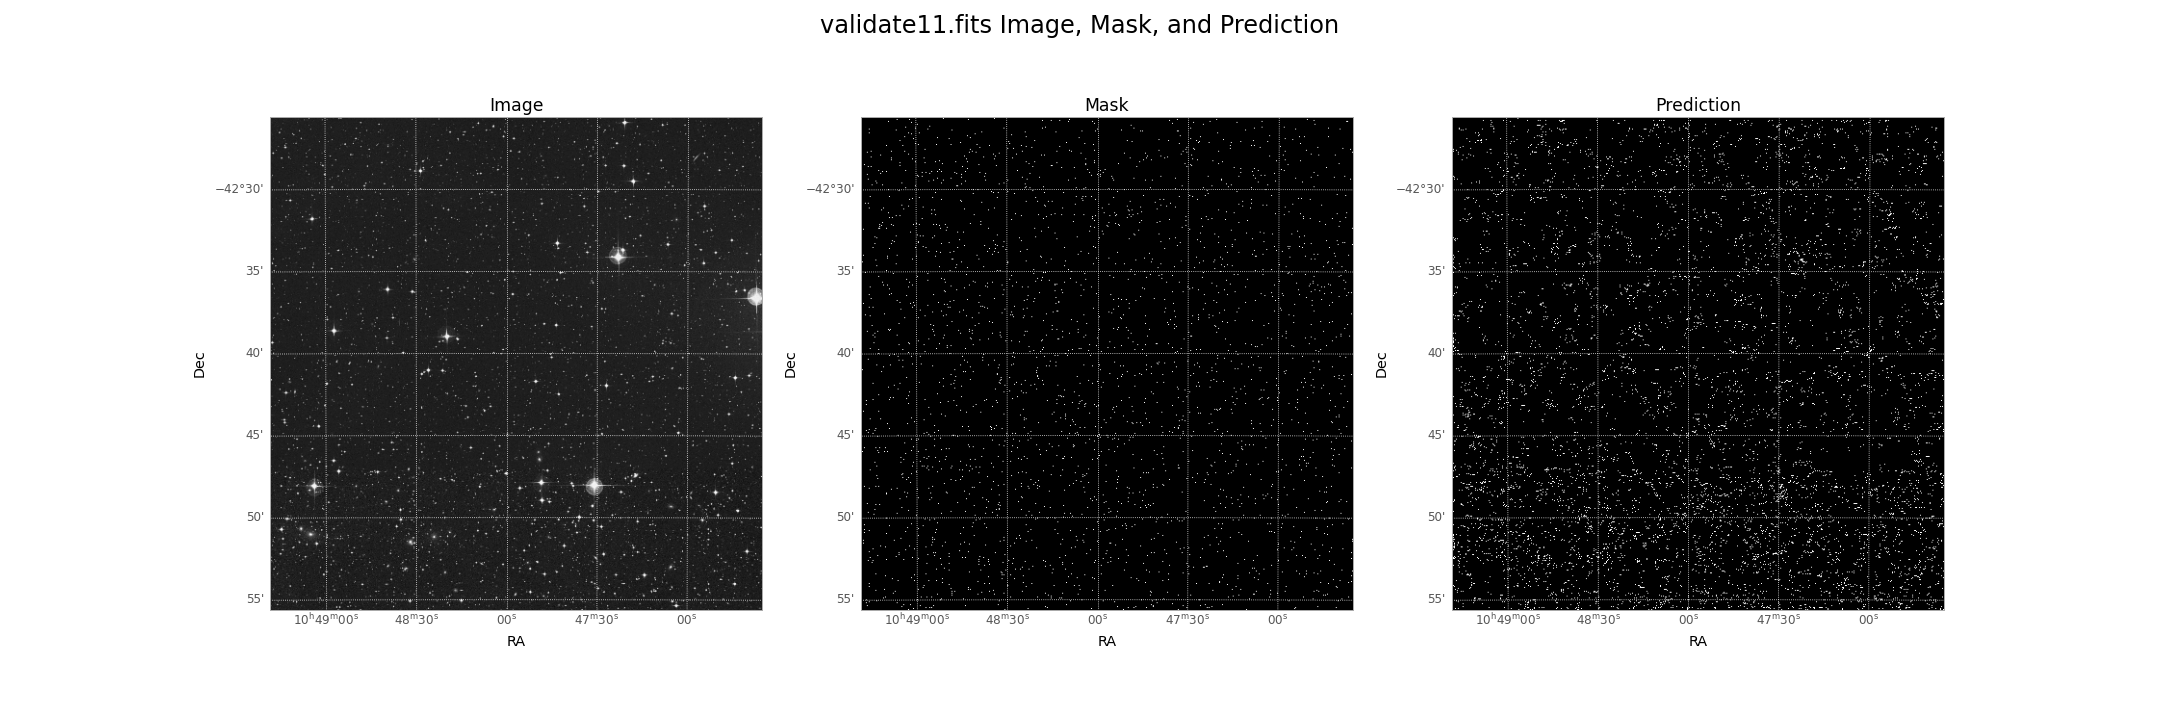 validate11.fits Image, Mask, and Prediction
Image
−42°30'
35'
40'
45'
50'
55'
Dec
10ʰ49ᵐ00ˢ 48ᵐ30ˢ 00ˢ 47ᵐ30ˢ 00ˢ
RA
Mask
−42°30'
35'
40'
45'
50'
55'
Dec
10ʰ49ᵐ00ˢ 48ᵐ30ˢ 00ˢ 47ᵐ30ˢ 00ˢ
RA
Prediction
−42°30'
35'
40'
45'
50'
55'
Dec
10ʰ49ᵐ00ˢ 48ᵐ30ˢ 00ˢ 47ᵐ30ˢ 00ˢ
RA